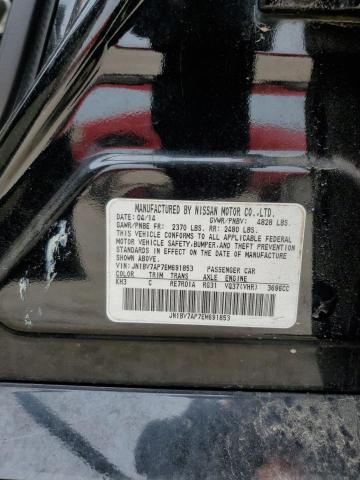 MANUFACTURED BY NISSAN MOTOR CO.,LTD.
DATE: 04/14 GVWR/PNBV: 4828 LBS.
GAWR/PNBE FR: 2370 LBS. RR: 2480 LBS.
THIS VEHICLE CONFORMS TO ALL APPLICABLE FEDERAL
MOTOR VEHICLE SAFETY,BUMPER,AND THEFT PREVENTION
STANDARDS IN EFFECT ON THE DATE OF MANUFACTURE
SHOWN ABOVE.
VIN: JN1BV7AP7EM691853 PASSENGER CAR
COLOR TRIM TRANS AXLE ENGINE
KH3 C RE7R01A RG31 VQ37(VHR) 3696CC
JN1BV7AP7EM691853